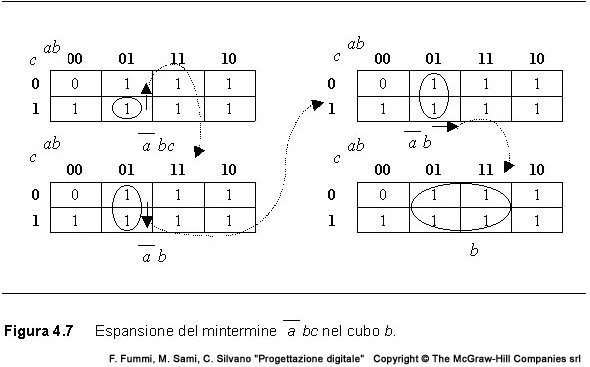 ab
c 00 01 11 10
0 0 1 1 1
1 1 1 1 1
a̅ bc
ab
c 00 01 11 10
0 0 1 1 1
1 1 1 1 1
a̅ b
ab
c 00 01 11 10
0 0 1 1 1
1 1 1 1 1
a̅ b
ab
c 00 01 11 10
0 0 1 1 1
1 1 1 1 1
b
Figura 4.7 Espansione del mintermine a̅ bc nel cubo b.
F. Fummi, M. Sami, C. Silvano "Progettazione digitale" Copyright © The McGraw-Hill Companies srl